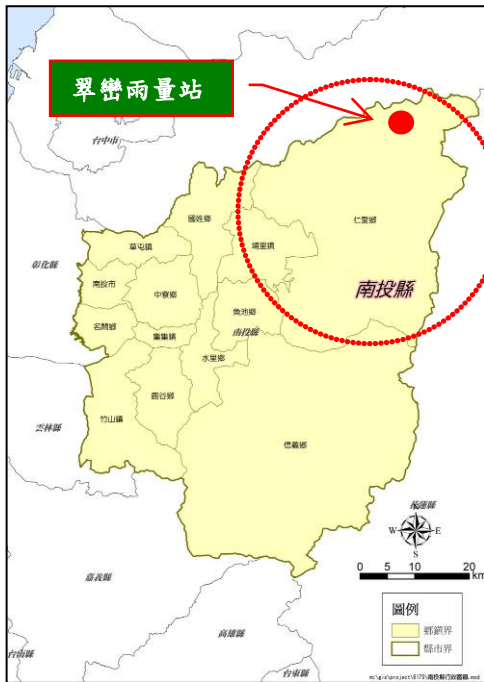 翠巒雨量站
台中市
仁愛鄉
國姓鄉
草屯鎮
埔里鎮
彰化縣
南投市
中寮鄉
南投縣
魚池鄉
名間鄉
集集鎮
南投縣
水里鄉
鹿谷鄉
竹山鎮
雲林縣
信義鄉
花蓮縣
N
W
E
S
嘉義縣
0 5 10 20
km
圖例
鄉鎮界
縣市界
高雄縣
台南縣
台東縣